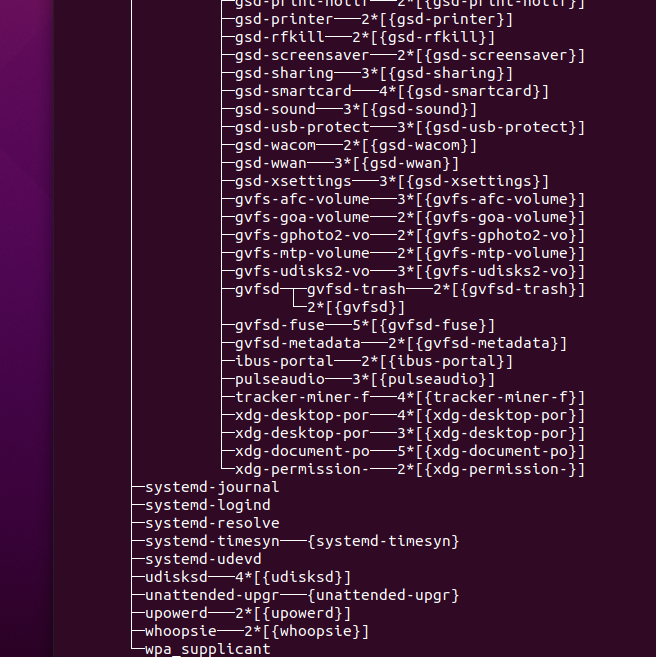 ├─gsd-print-notif───2*[{gsd-print-notif}]
├─gsd-printer───2*[{gsd-printer}]
├─gsd-rfkill───2*[{gsd-rfkill}]
├─gsd-screensaver───2*[{gsd-screensaver}]
├─gsd-sharing───3*[{gsd-sharing}]
├─gsd-smartcard───4*[{gsd-smartcard}]
├─gsd-sound───3*[{gsd-sound}]
├─gsd-usb-protect───3*[{gsd-usb-protect}]
├─gsd-wacom───2*[{gsd-wacom}]
├─gsd-wwan───3*[{gsd-wwan}]
├─gsd-xsettings───3*[{gsd-xsettings}]
├─gvfs-afc-volume───3*[{gvfs-afc-volume}]
├─gvfs-goa-volume───2*[{gvfs-goa-volume}]
├─gvfs-gphoto2-vo───2*[{gvfs-gphoto2-vo}]
├─gvfs-mtp-volume───2*[{gvfs-mtp-volume}]
├─gvfs-udisks2-vo───3*[{gvfs-udisks2-vo}]
├─gvfsd─┬─gvfsd-trash───2*[{gvfsd-trash}]
│       └─2*[{gvfsd}]
├─gvfsd-fuse───5*[{gvfsd-fuse}]
├─gvfsd-metadata───2*[{gvfsd-metadata}]
├─ibus-portal───2*[{ibus-portal}]
├─pulseaudio───3*[{pulseaudio}]
├─tracker-miner-f───4*[{tracker-miner-f}]
├─xdg-desktop-por───4*[{xdg-desktop-por}]
├─xdg-desktop-por───3*[{xdg-desktop-por}]
├─xdg-document-po───5*[{xdg-document-po}]
└─xdg-permission-───2*[{xdg-permission-}]
├─systemd-journal
├─systemd-logind
├─systemd-resolve
├─systemd-timesyn───{systemd-timesyn}
├─systemd-udevd
├─udisksd───4*[{udisksd}]
├─unattended-upgr───{unattended-upgr}
├─upowerd───2*[{upowerd}]
├─whoopsie───2*[{whoopsie}]
└─wpa_supplicant